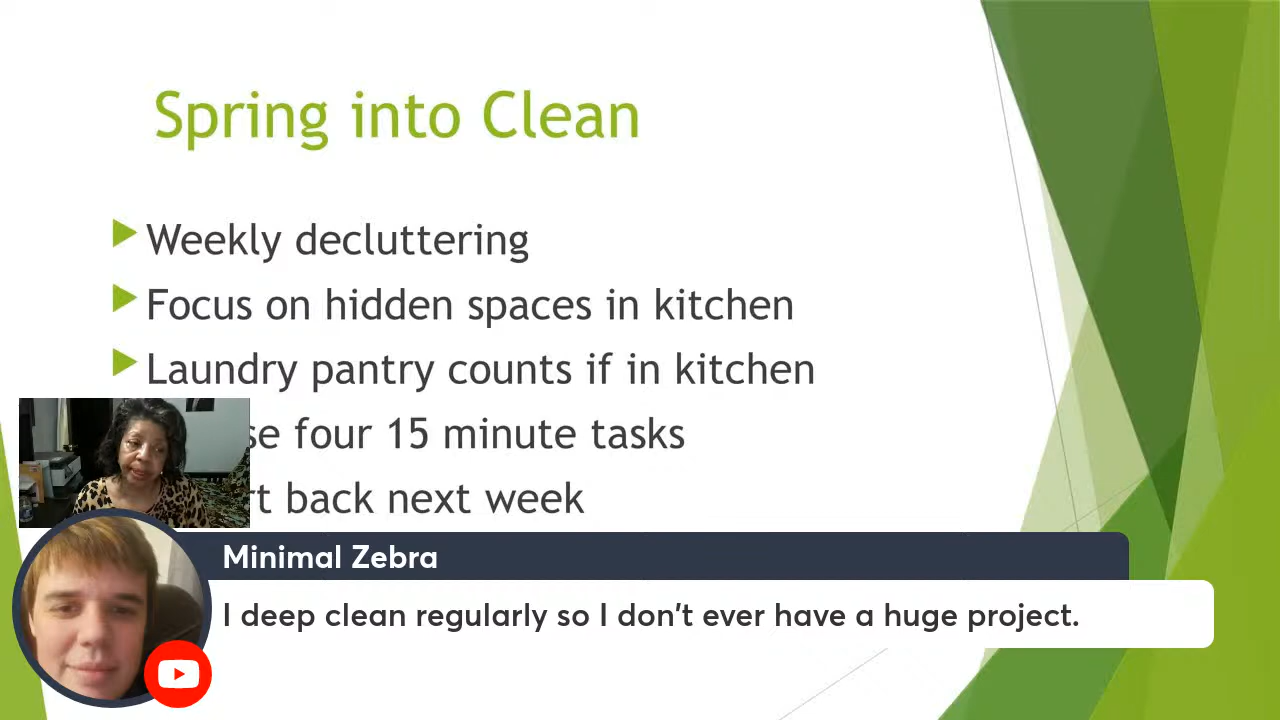 Spring into Clean
Weekly decluttering
Focus on hidden spaces in kitchen
Laundry pantry counts if in kitchen
four 15 minute tasks
back next week
Minimal Zebra
I deep clean regularly so I don't ever have a huge project.